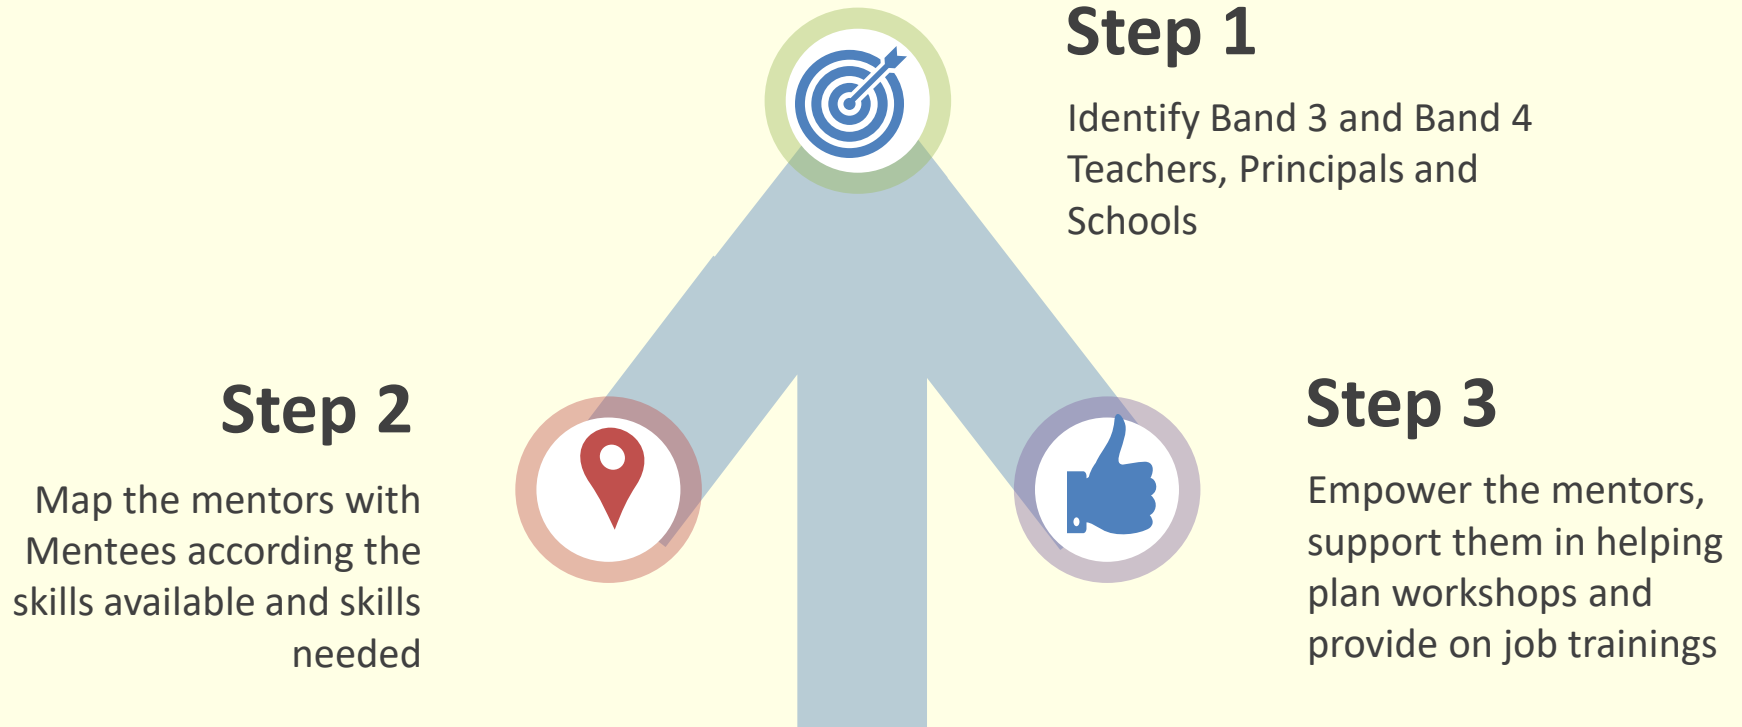 Step 1
Identify Band 3 and Band 4
Teachers, Principals and
Schools
Step 2
Map the mentors with
Mentees according the
skills available and skills
needed
Step 3
Empower the mentors,
support them in helping
plan workshops and
provide on job trainings